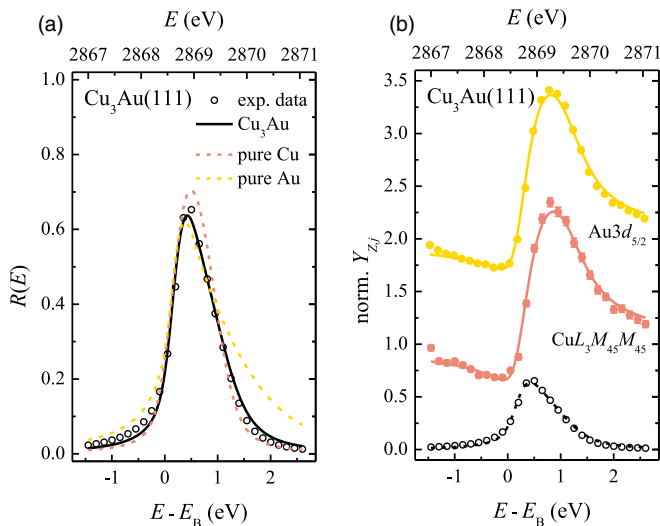 (a)
E (eV)
2867 2868 2869 2870 2871
Cu3Au(111)
exp. data
Cu3Au
pure Cu
pure Au
R(E)
1.0
0.8
0.6
0.4
0.2
0.0
-1 0 1 2
E - EB (eV)
(b)
E (eV)
2867 2868 2869 2870 2871
Cu3Au(111)
norm. YZ,j
3.5
3.0
2.5
2.0
1.5
1.0
0.5
0.0
Au3d5/2
CuL3M45M45
-1 0 1 2
E - EB (eV)